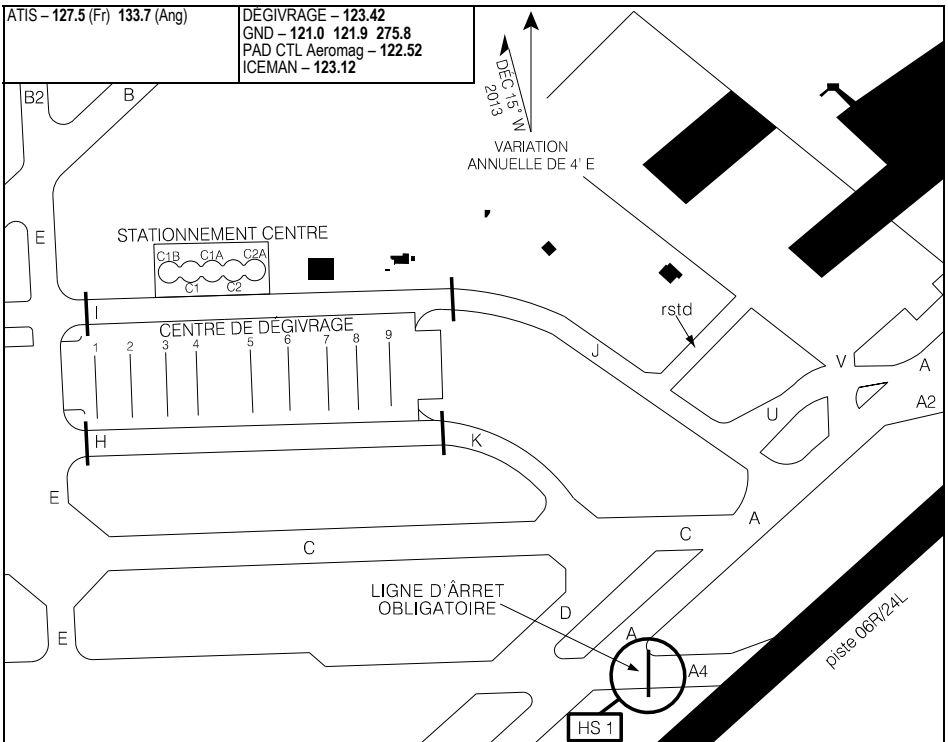 ATIS – 127.5 (Fr) 133.7 (Ang)
DÉGIVRAGE – 123.42
GND – 121.0 121.9 275.8
PAD CTL Aeromag – 122.52
ICEMAN – 123.12
B2
B
DÉC 15° W
2013
VARIATION
ANNUELLE DE 4' E
E
STATIONNEMENT CENTRE
C1B C1A C2A
C1 C2
I
CENTRE DE DÉGIVRAGE
1 2 3 4 5 6 7 8 9
rstd
J
V
A
A2
U
H
K
E
A
C
C
LIGNE D'ÂRRET
OBLIGATOIRE
D
A
E
A4
piste 06R/24L
HS 1